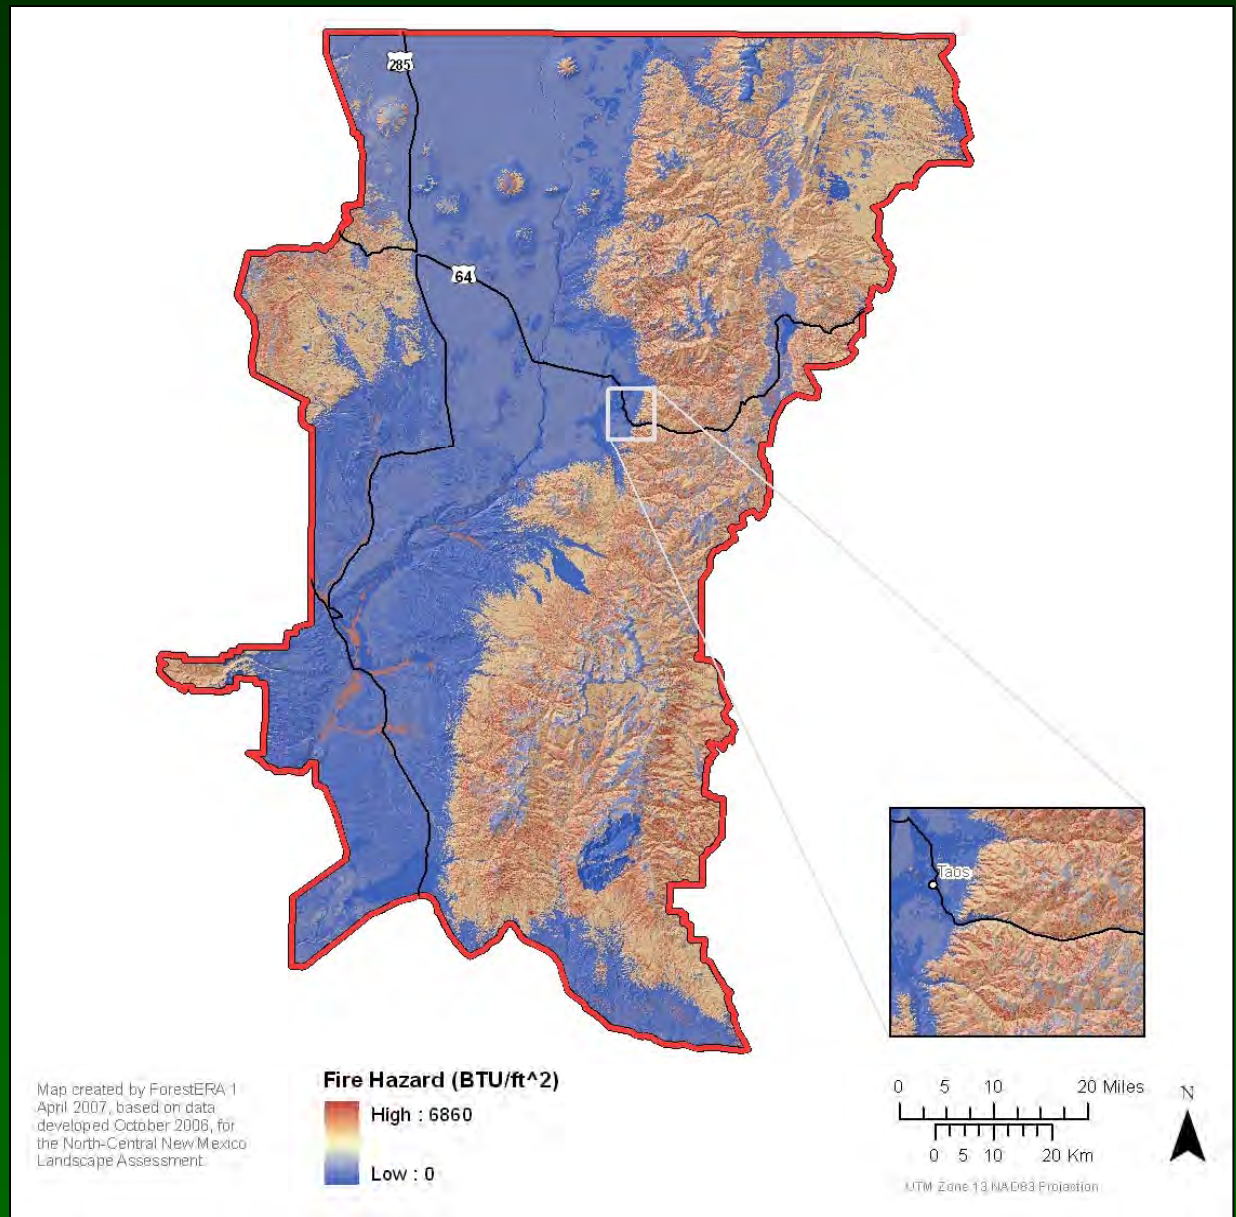 285
64
Taos
Map created by ForestERA 1
April 2007, based on data
developed October 2006, for
the North-Central New Mexico
Landscape Assessment.
Fire Hazard (BTU/ft^2)
High : 6860
Low : 0
0 5 10 20 Miles
0 5 10 20 Km
UTM Zone 13 NAD83 Projection
N